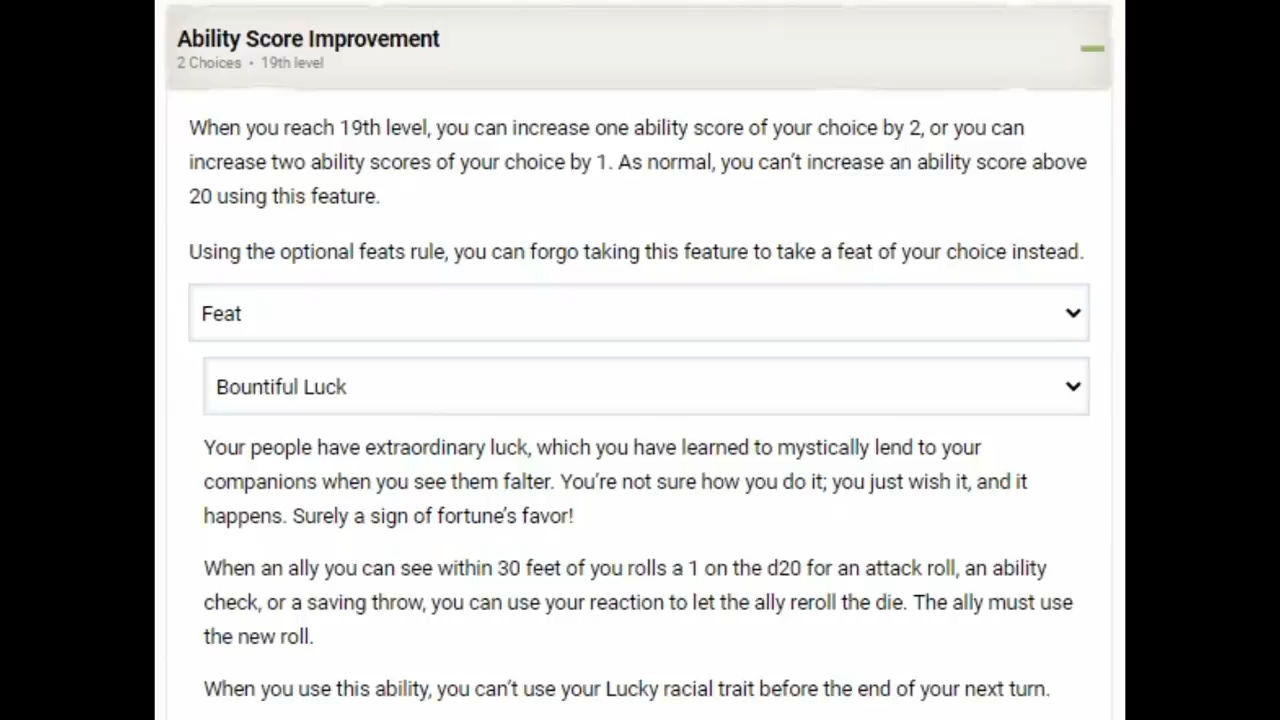 Ability Score Improvement
2 Choices • 19th level
When you reach 19th level, you can increase one ability score of your choice by 2, or you can
increase two ability scores of your choice by 1. As normal, you can’t increase an ability score above
20 using this feature.
Using the optional feats rule, you can forgo taking this feature to take a feat of your choice instead.
Feat
Bountiful Luck
Your people have extraordinary luck, which you have learned to mystically lend to your
companions when you see them falter. You’re not sure how you do it; you just wish it, and it
happens. Surely a sign of fortune’s favor!
When an ally you can see within 30 feet of you rolls a 1 on the d20 for an attack roll, an ability
check, or a saving throw, you can use your reaction to let the ally reroll the die. The ally must use
the new roll.
When you use this ability, you can’t use your Lucky racial trait before the end of your next turn.